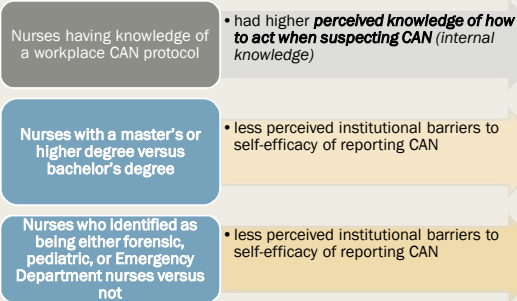 Nurses having knowledge of
a workplace CAN protocol
• had higher perceived knowledge of how
to act when suspecting CAN (internal
knowledge)
Nurses with a master's or
higher degree versus
bachelor's degree
• less perceived institutional barriers to
self-efficacy of reporting CAN
Nurses who identified as
being either forensic,
pediatric, or Emergency
Department nurses versus
not
• less perceived institutional barriers to
self-efficacy of reporting CAN